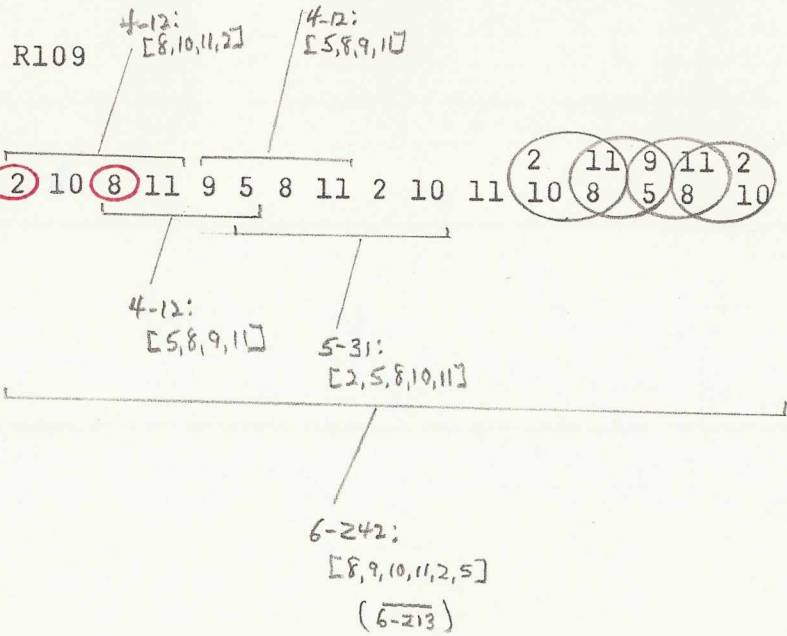 4-12:
[8,10,11,2]
4-12:
[5,8,9,11]
R109
2 11 9 11 2
2 10 8 11 9 5 8 11 2 10 11 10 8 5 8 10
4-12:
[5,8,9,11]
5-31:
[2,5,8,10,11]
6-Z42:
[8,9,10,11,2,5]
(6-Z13)